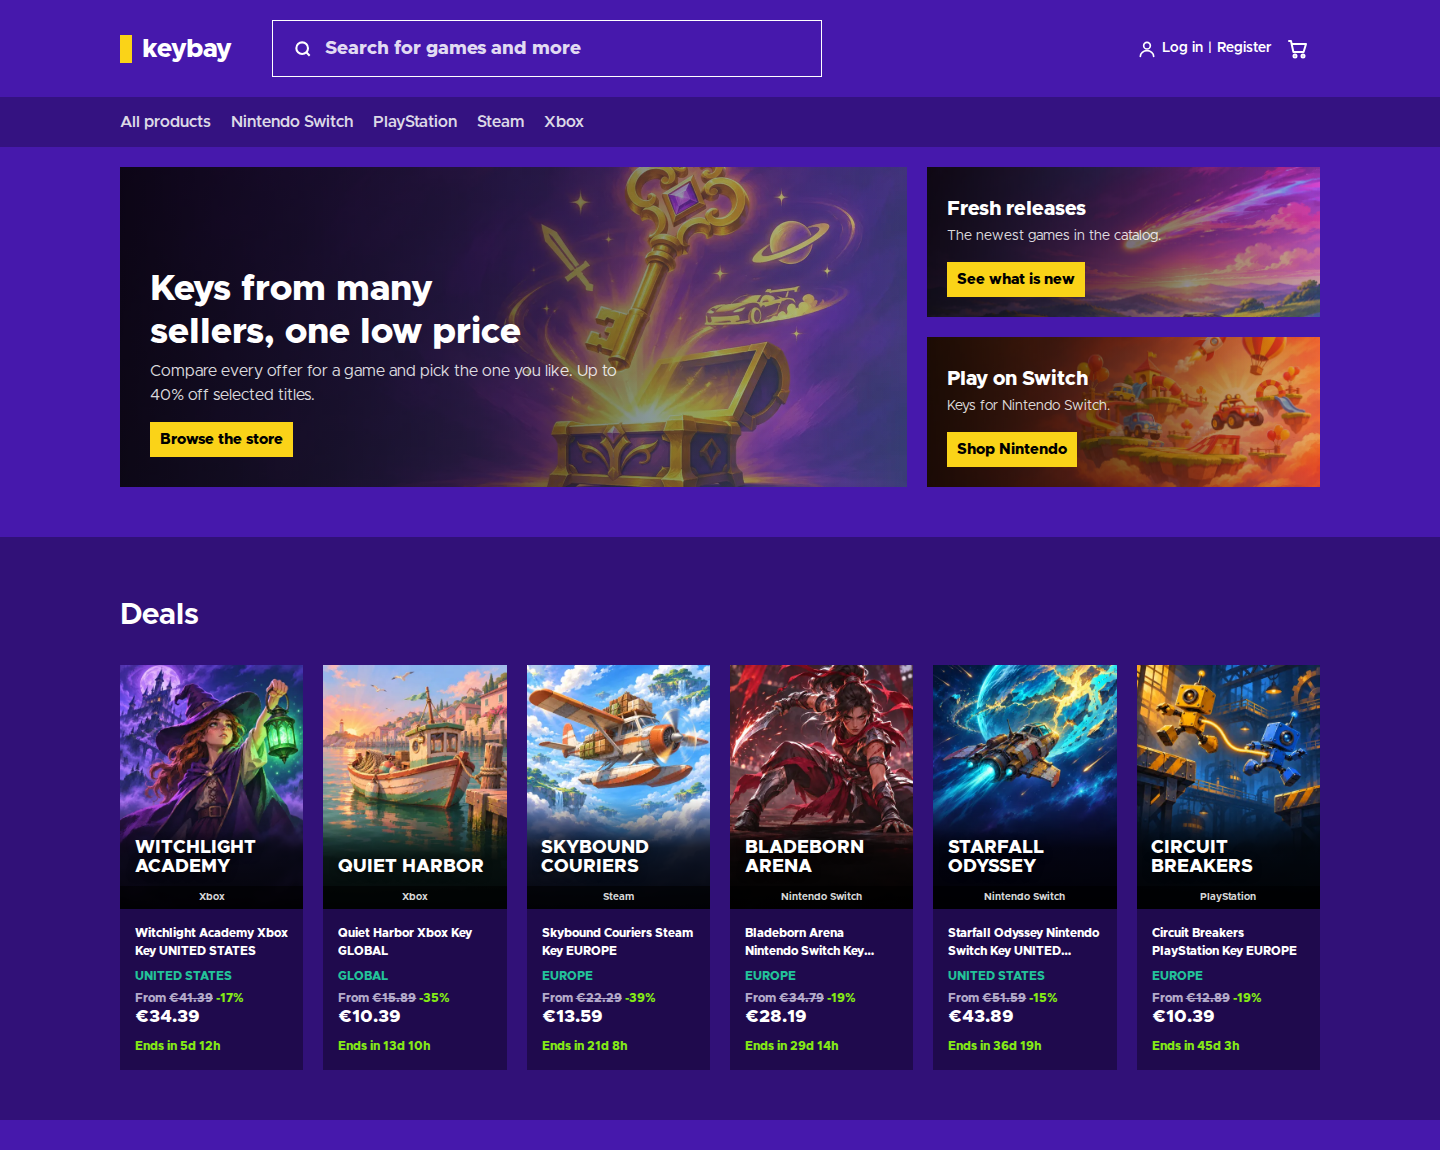 keybay
Search for games and more
Log in | Register
All products
Nintendo Switch
PlayStation
Steam
Xbox
Keys from many
sellers, one low price
Compare every offer for a game and pick the one you like. Up to
40% off selected titles.
Browse the store
Fresh releases
The newest games in the catalog.
See what is new
Play on Switch
Keys for Nintendo Switch.
Shop Nintendo
Deals
WITCHLIGHT
ACADEMY
Xbox
Witchlight Academy Xbox
Key UNITED STATES
UNITED STATES
From €41.39 -17%
€34.39
Ends in 5d 12h
QUIET HARBOR
Xbox
Quiet Harbor Xbox Key
GLOBAL
GLOBAL
From €15.89 -35%
€10.39
Ends in 13d 10h
SKYBOUND
COURIERS
Steam
Skybound Couriers Steam
Key EUROPE
EUROPE
From €22.29 -39%
€13.59
Ends in 21d 8h
BLADEBORN
ARENA
Nintendo Switch
Bladeborn Arena
Nintendo Switch Key...
EUROPE
From €34.79 -19%
€28.19
Ends in 29d 14h
STARFALL
ODYSSEY
Nintendo Switch
Starfall Odyssey Nintendo
Switch Key UNITED...
UNITED STATES
From €51.59 -15%
€43.89
Ends in 36d 19h
CIRCUIT
BREAKERS
PlayStation
Circuit Breakers
PlayStation Key EUROPE
EUROPE
From €12.89 -19%
€10.39
Ends in 45d 3h